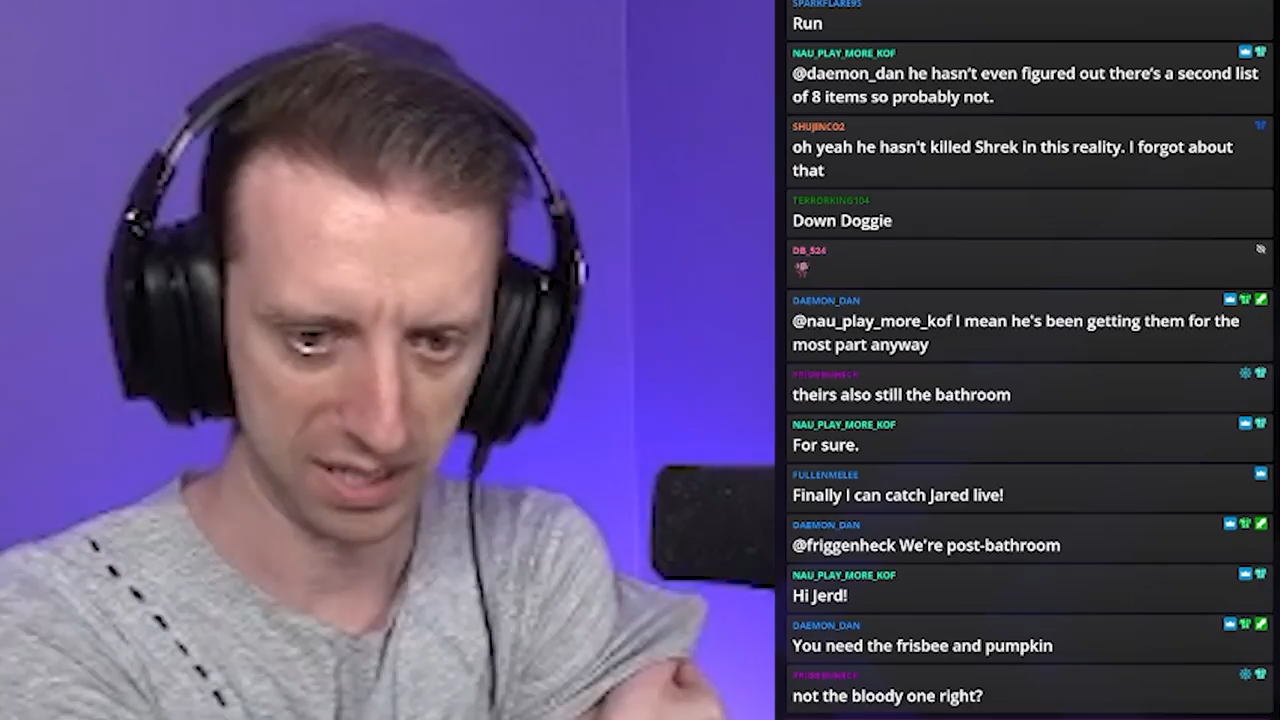 SPARKFLARE95
Run
NAU_PLAY_MORE_KOF
@daemon_dan he hasn't even figured out there's a second list
of 8 items so probably not.
SHUJINCO2
oh yeah he hasn't killed Shrek in this reality. I forgot about
that
TERRORKING104
Down Doggie
DB_524
DAEMON_DAN
@nau_play_more_kof I mean he's been getting them for the
most part anyway
theirs also still the bathroom
NAU_PLAY_MORE_KOF
For sure.
FULLENMELEE
Finally I can catch Jared live!
DAEMON_DAN
@friggenheck We're post-bathroom
NAU_PLAY_MORE_KOF
Hi Jerd!
DAEMON_DAN
You need the frisbee and pumpkin
not the bloody one right?